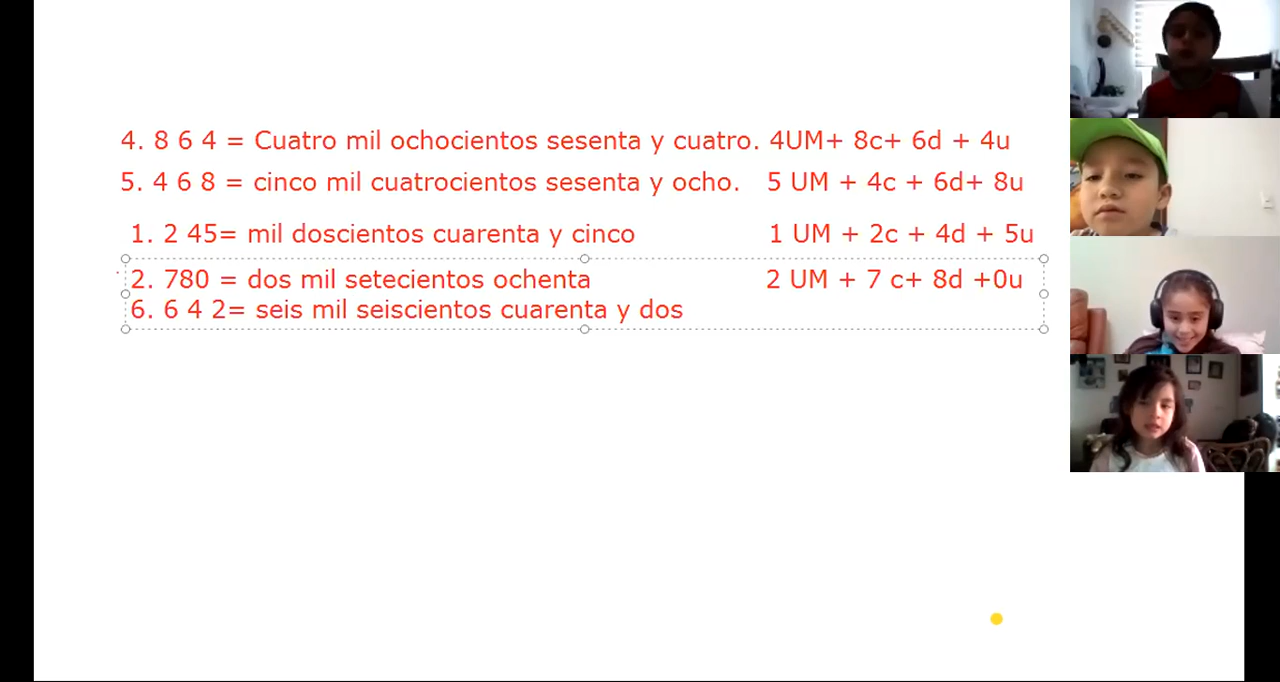 4. 8 6 4 = Cuatro mil ochocientos sesenta y cuatro. 4UM+ 8c+ 6d + 4u
5. 4 6 8 = cinco mil cuatrocientos sesenta y ocho. 5 UM + 4c + 6d+ 8u
1. 2 45= mil doscientos cuarenta y cinco 1 UM + 2c + 4d + 5u
2. 780 = dos mil setecientos ochenta 2 UM + 7 c+ 8d +0u
6. 6 4 2= seis mil seiscientos cuarenta y dos